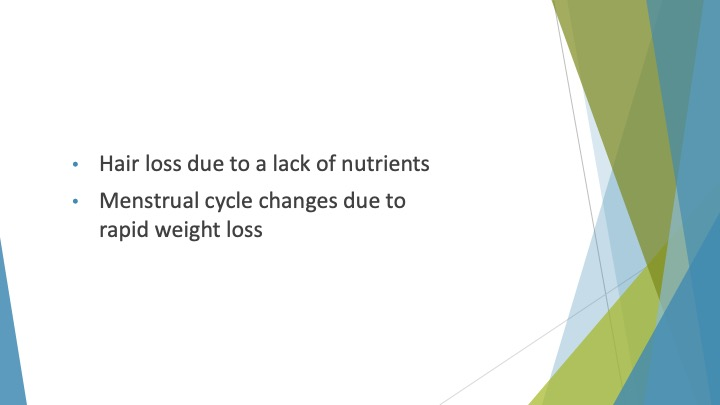 • Hair loss due to a lack of nutrients
• Menstrual cycle changes due to
rapid weight loss